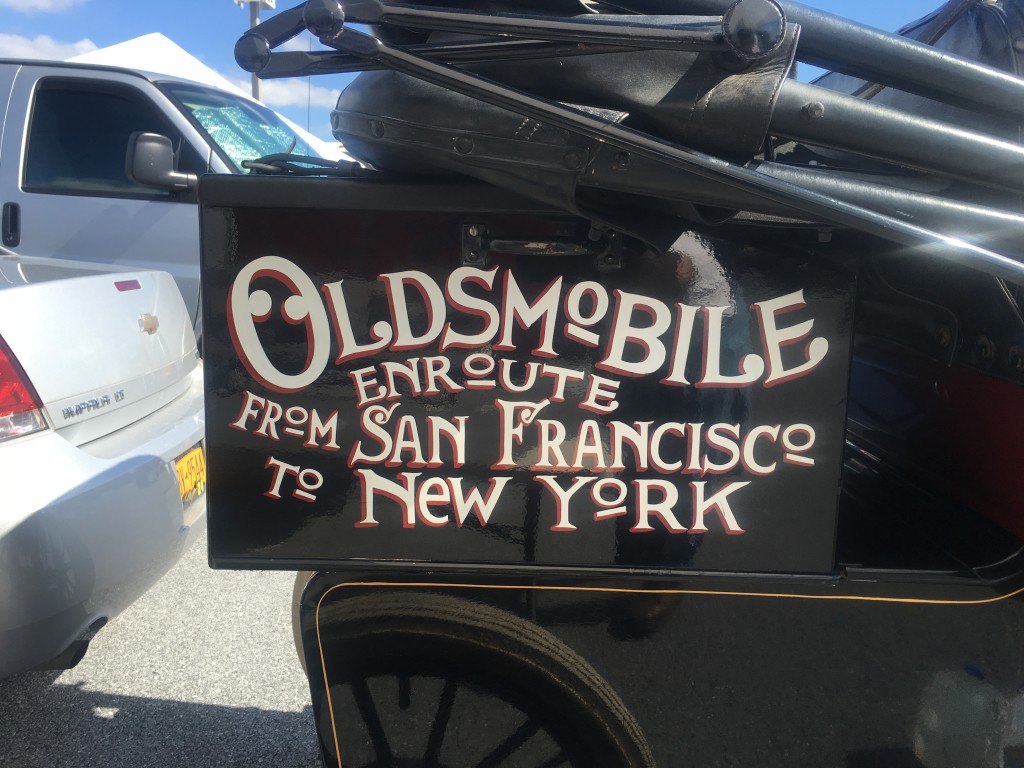 OLDSMOBILE
ENROUTE
FROM SAN FRANCISCO
TO NEW YORK
IMPALA LT